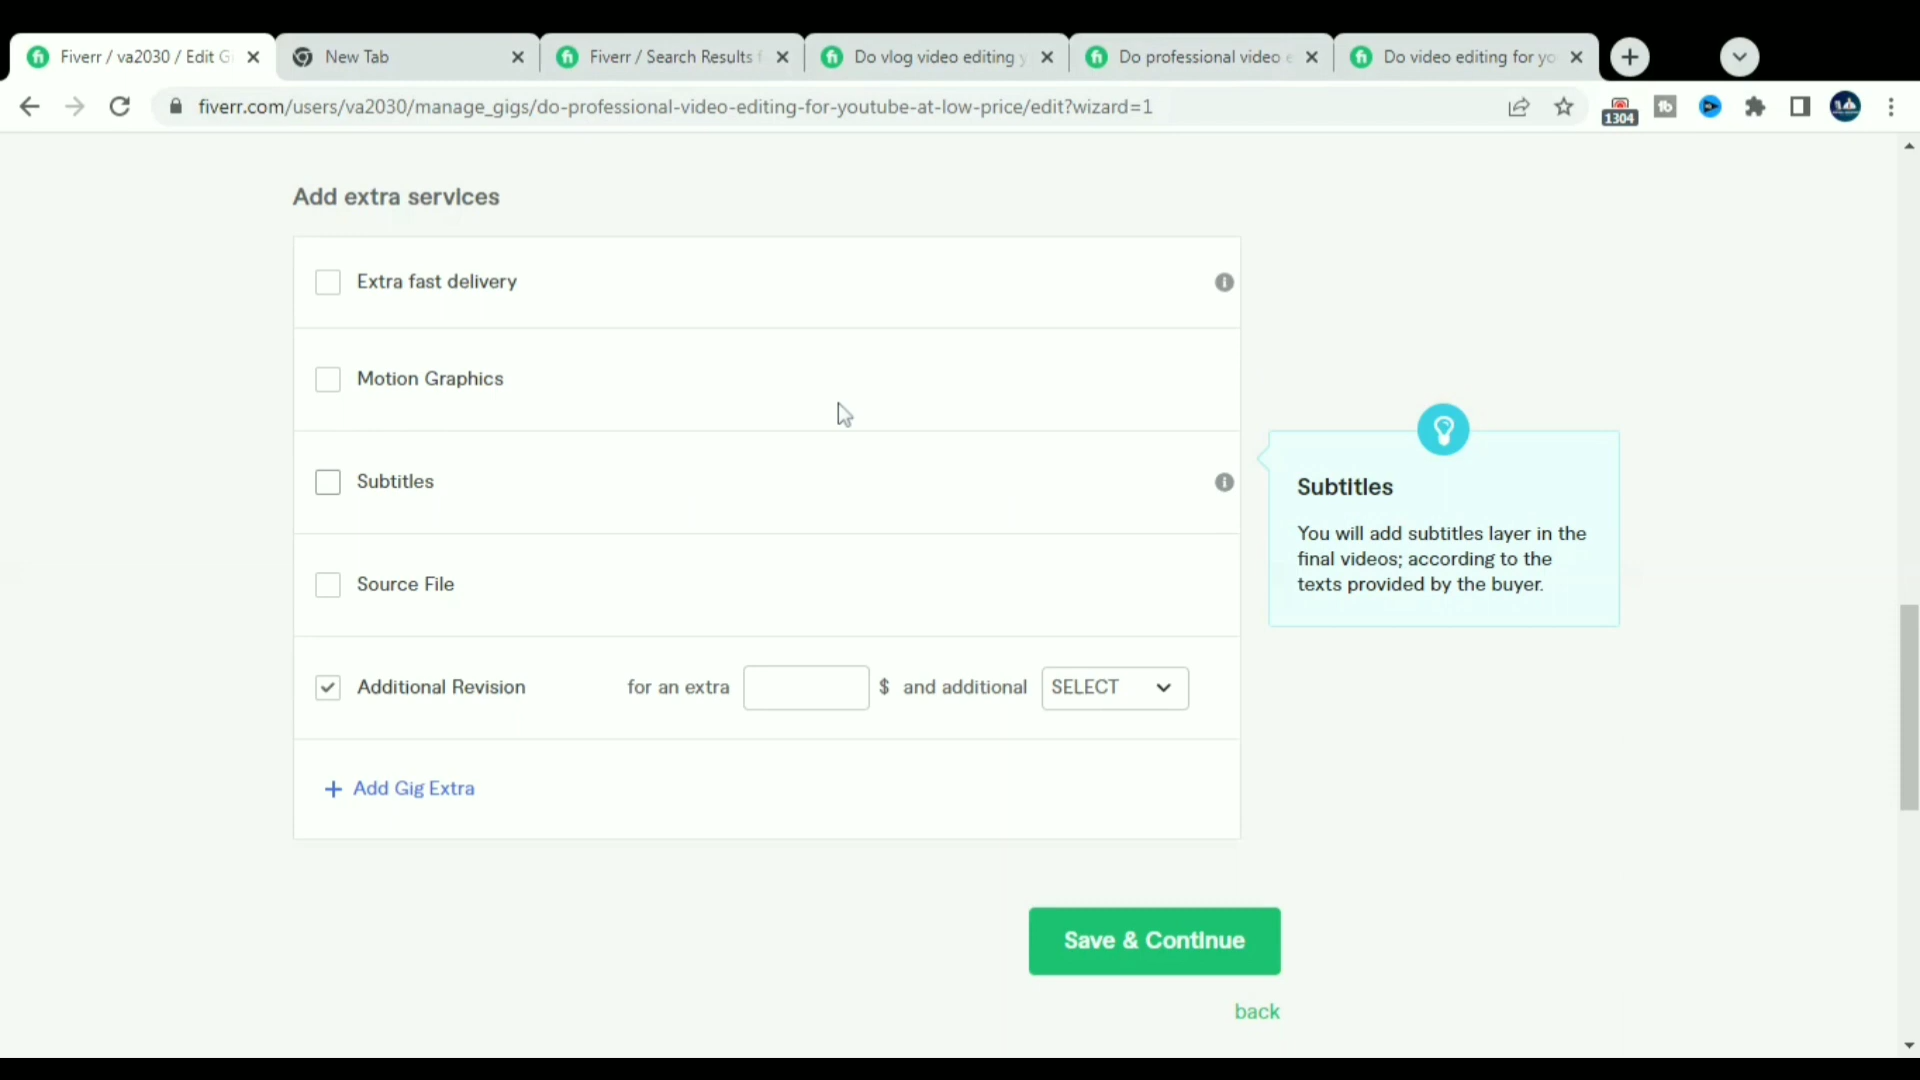 Fiverr / va2030 / Edit G
New Tab
Fiverr / Search Results f
Do vlog video editing y
Do professional video e
Do video editing for yo
fiverr.com/users/va2030/manage_gigs/do-professional-video-editing-for-youtube-at-low-price/edit?wizard=1
1304
Add extra services
Extra fast delivery
Motion Graphics
Subtitles
Subtitles
You will add subtitles layer in the
final videos; according to the
texts provided by the buyer.
Source File
Additional Revision for an extra $ and additional SELECT
+ Add Gig Extra
Save & Continue
back